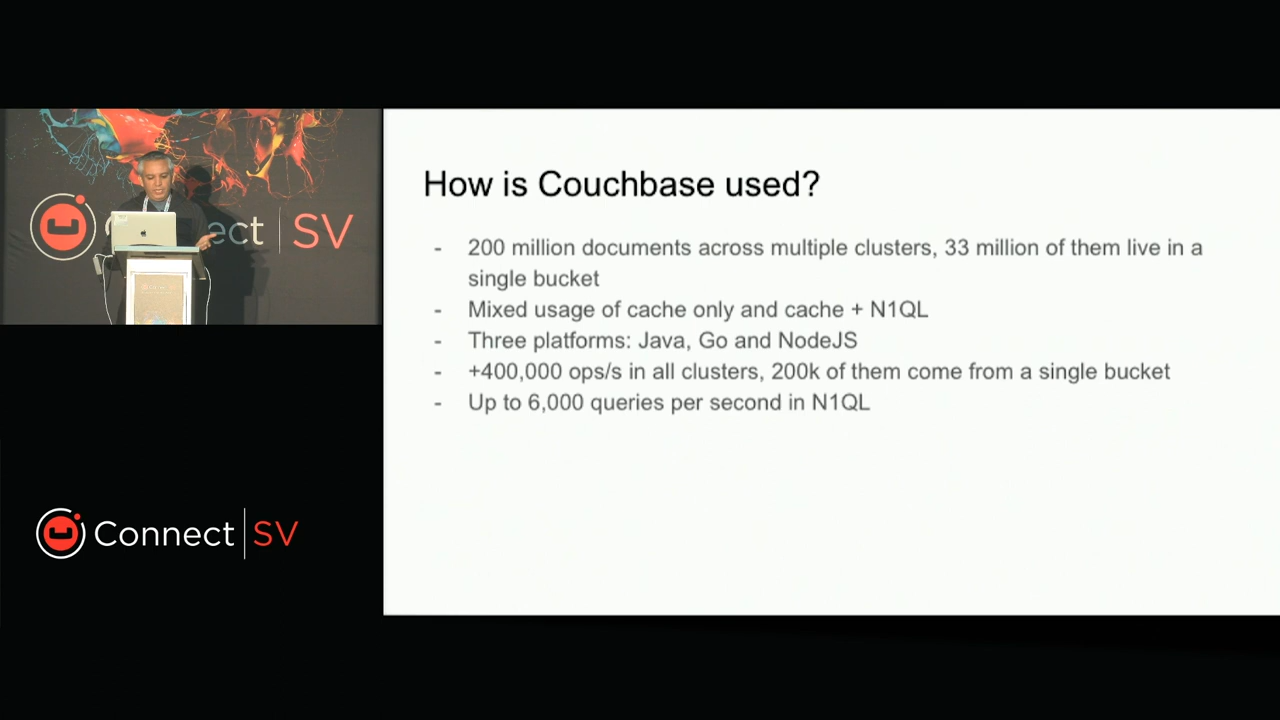 How is Couchbase used?
- 200 million documents across multiple clusters, 33 million of them live in a
single bucket
- Mixed usage of cache only and cache + N1QL
- Three platforms: Java, Go and NodeJS
- +400,000 ops/s in all clusters, 200k of them come from a single bucket
- Up to 6,000 queries per second in N1QL
ect | SV
Connect | SV